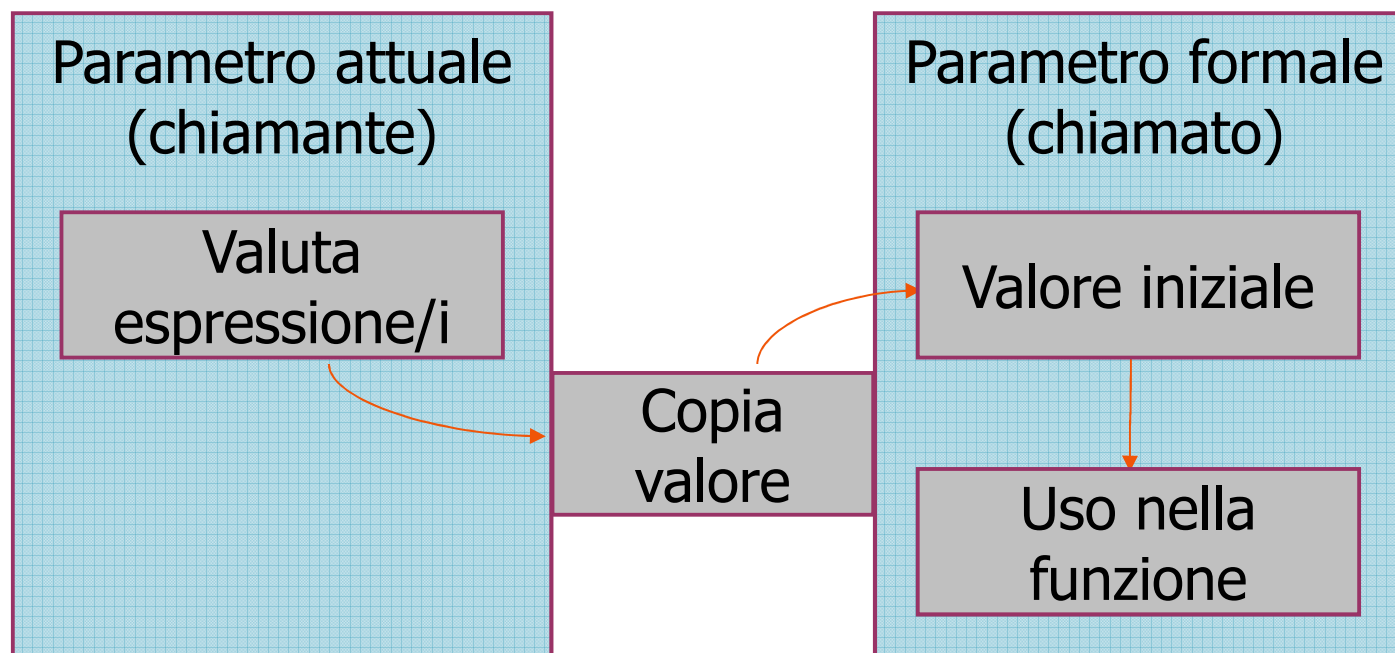 Parametro attuale
(chiamante)
Valuta
espressione/i
Copia
valore
Parametro formale
(chiamato)
Valore iniziale
Uso nella
funzione